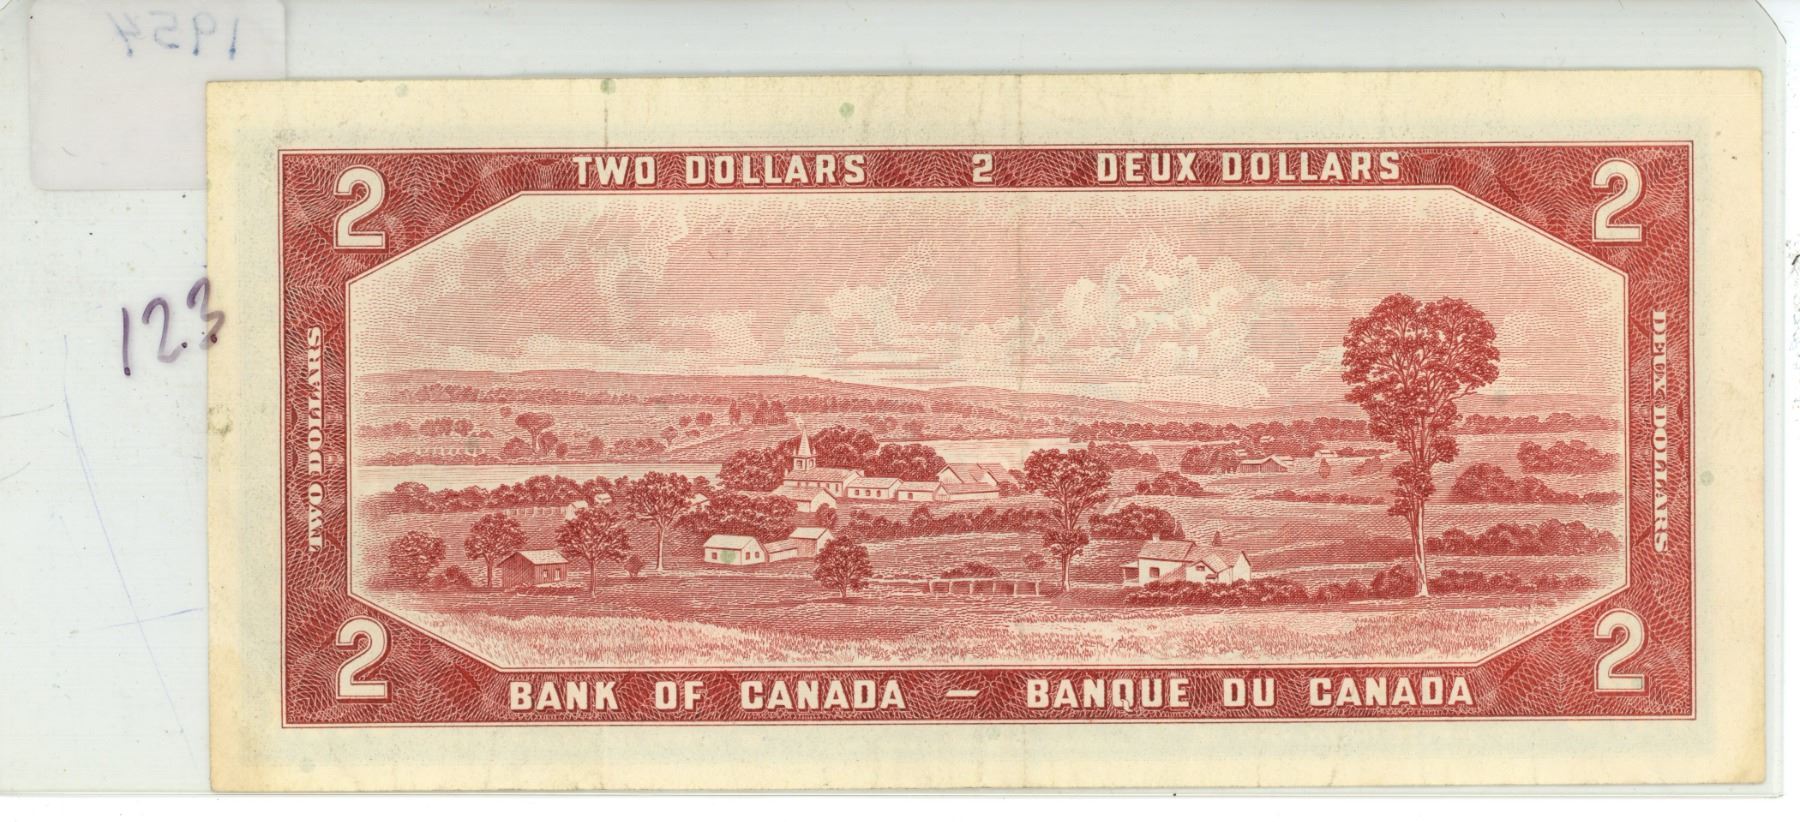 1954
2 TWO DOLLARS 2 DEUX DOLLARS 2
123
TWO DOLLARS
DEUX DOLLARS
2 2
BANK OF CANADA — BANQUE DU CANADA